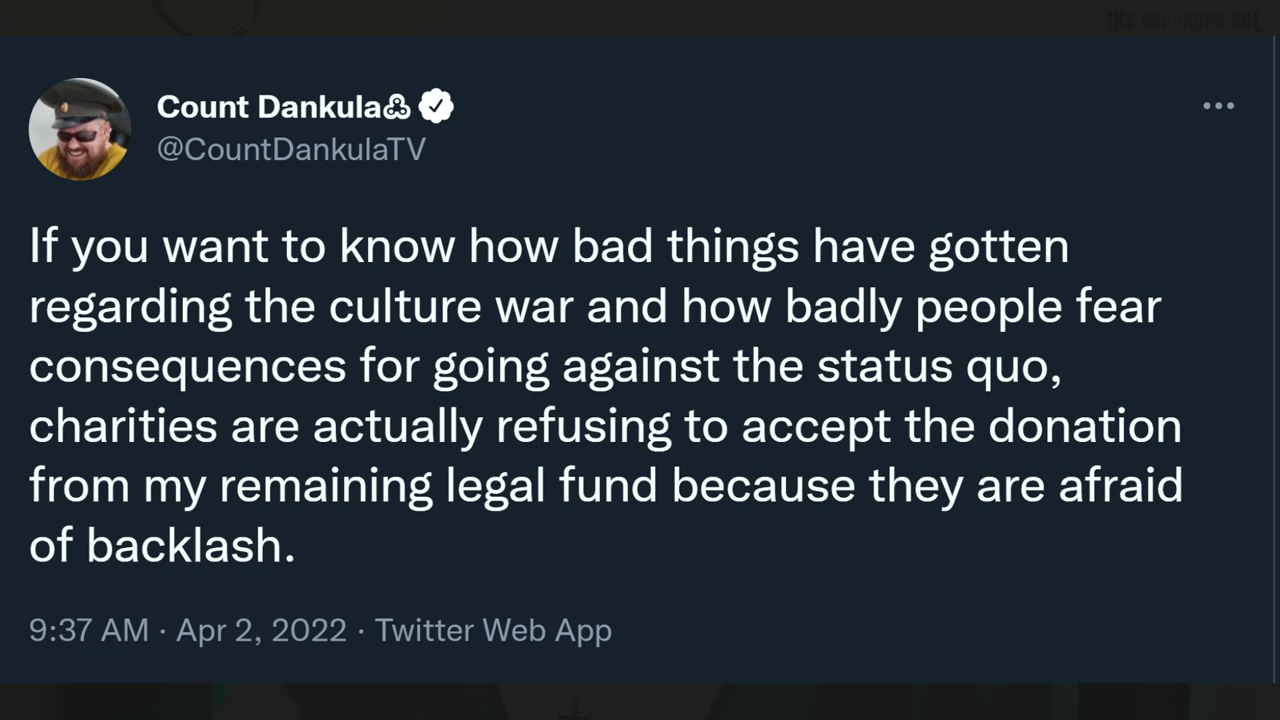 Count Dankula
@CountDankulaTV
If you want to know how bad things have gotten
regarding the culture war and how badly people fear
consequences for going against the status quo,
charities are actually refusing to accept the donation
from my remaining legal fund because they are afraid
of backlash.
9:37 AM · Apr 2, 2022 · Twitter Web App